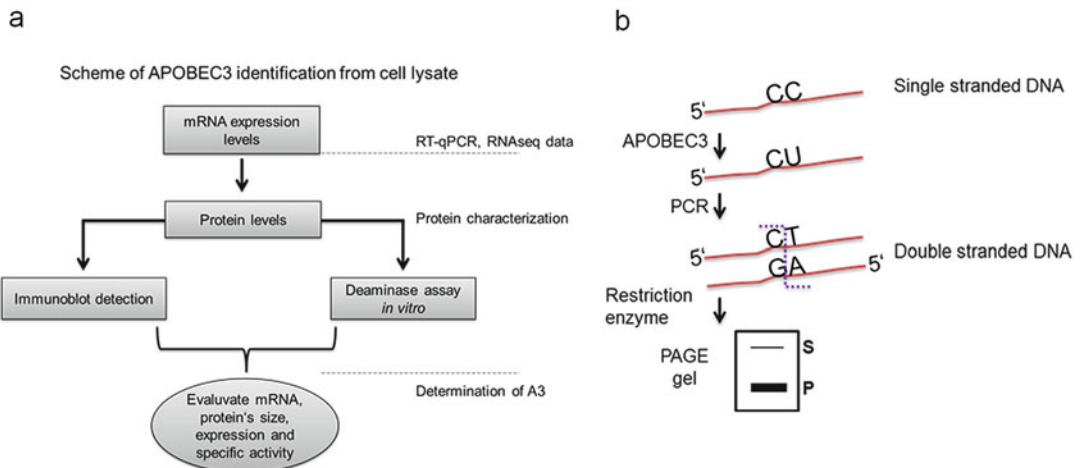 a
Scheme of APOBEC3 identification from cell lysate
mRNA expression
levels
RT-qPCR, RNAseq data
Protein levels
Protein characterization
Immunoblot detection
Deaminase assay
in vitro
Determination of A3
Evaluvate mRNA,
protein's size,
expression and
specific activity
b
CC
5'
Single stranded DNA
APOBEC3
CU
5'
PCR
CT
5'
GA
5'
Double stranded DNA
Restriction
enzyme
PAGE
gel
S
P